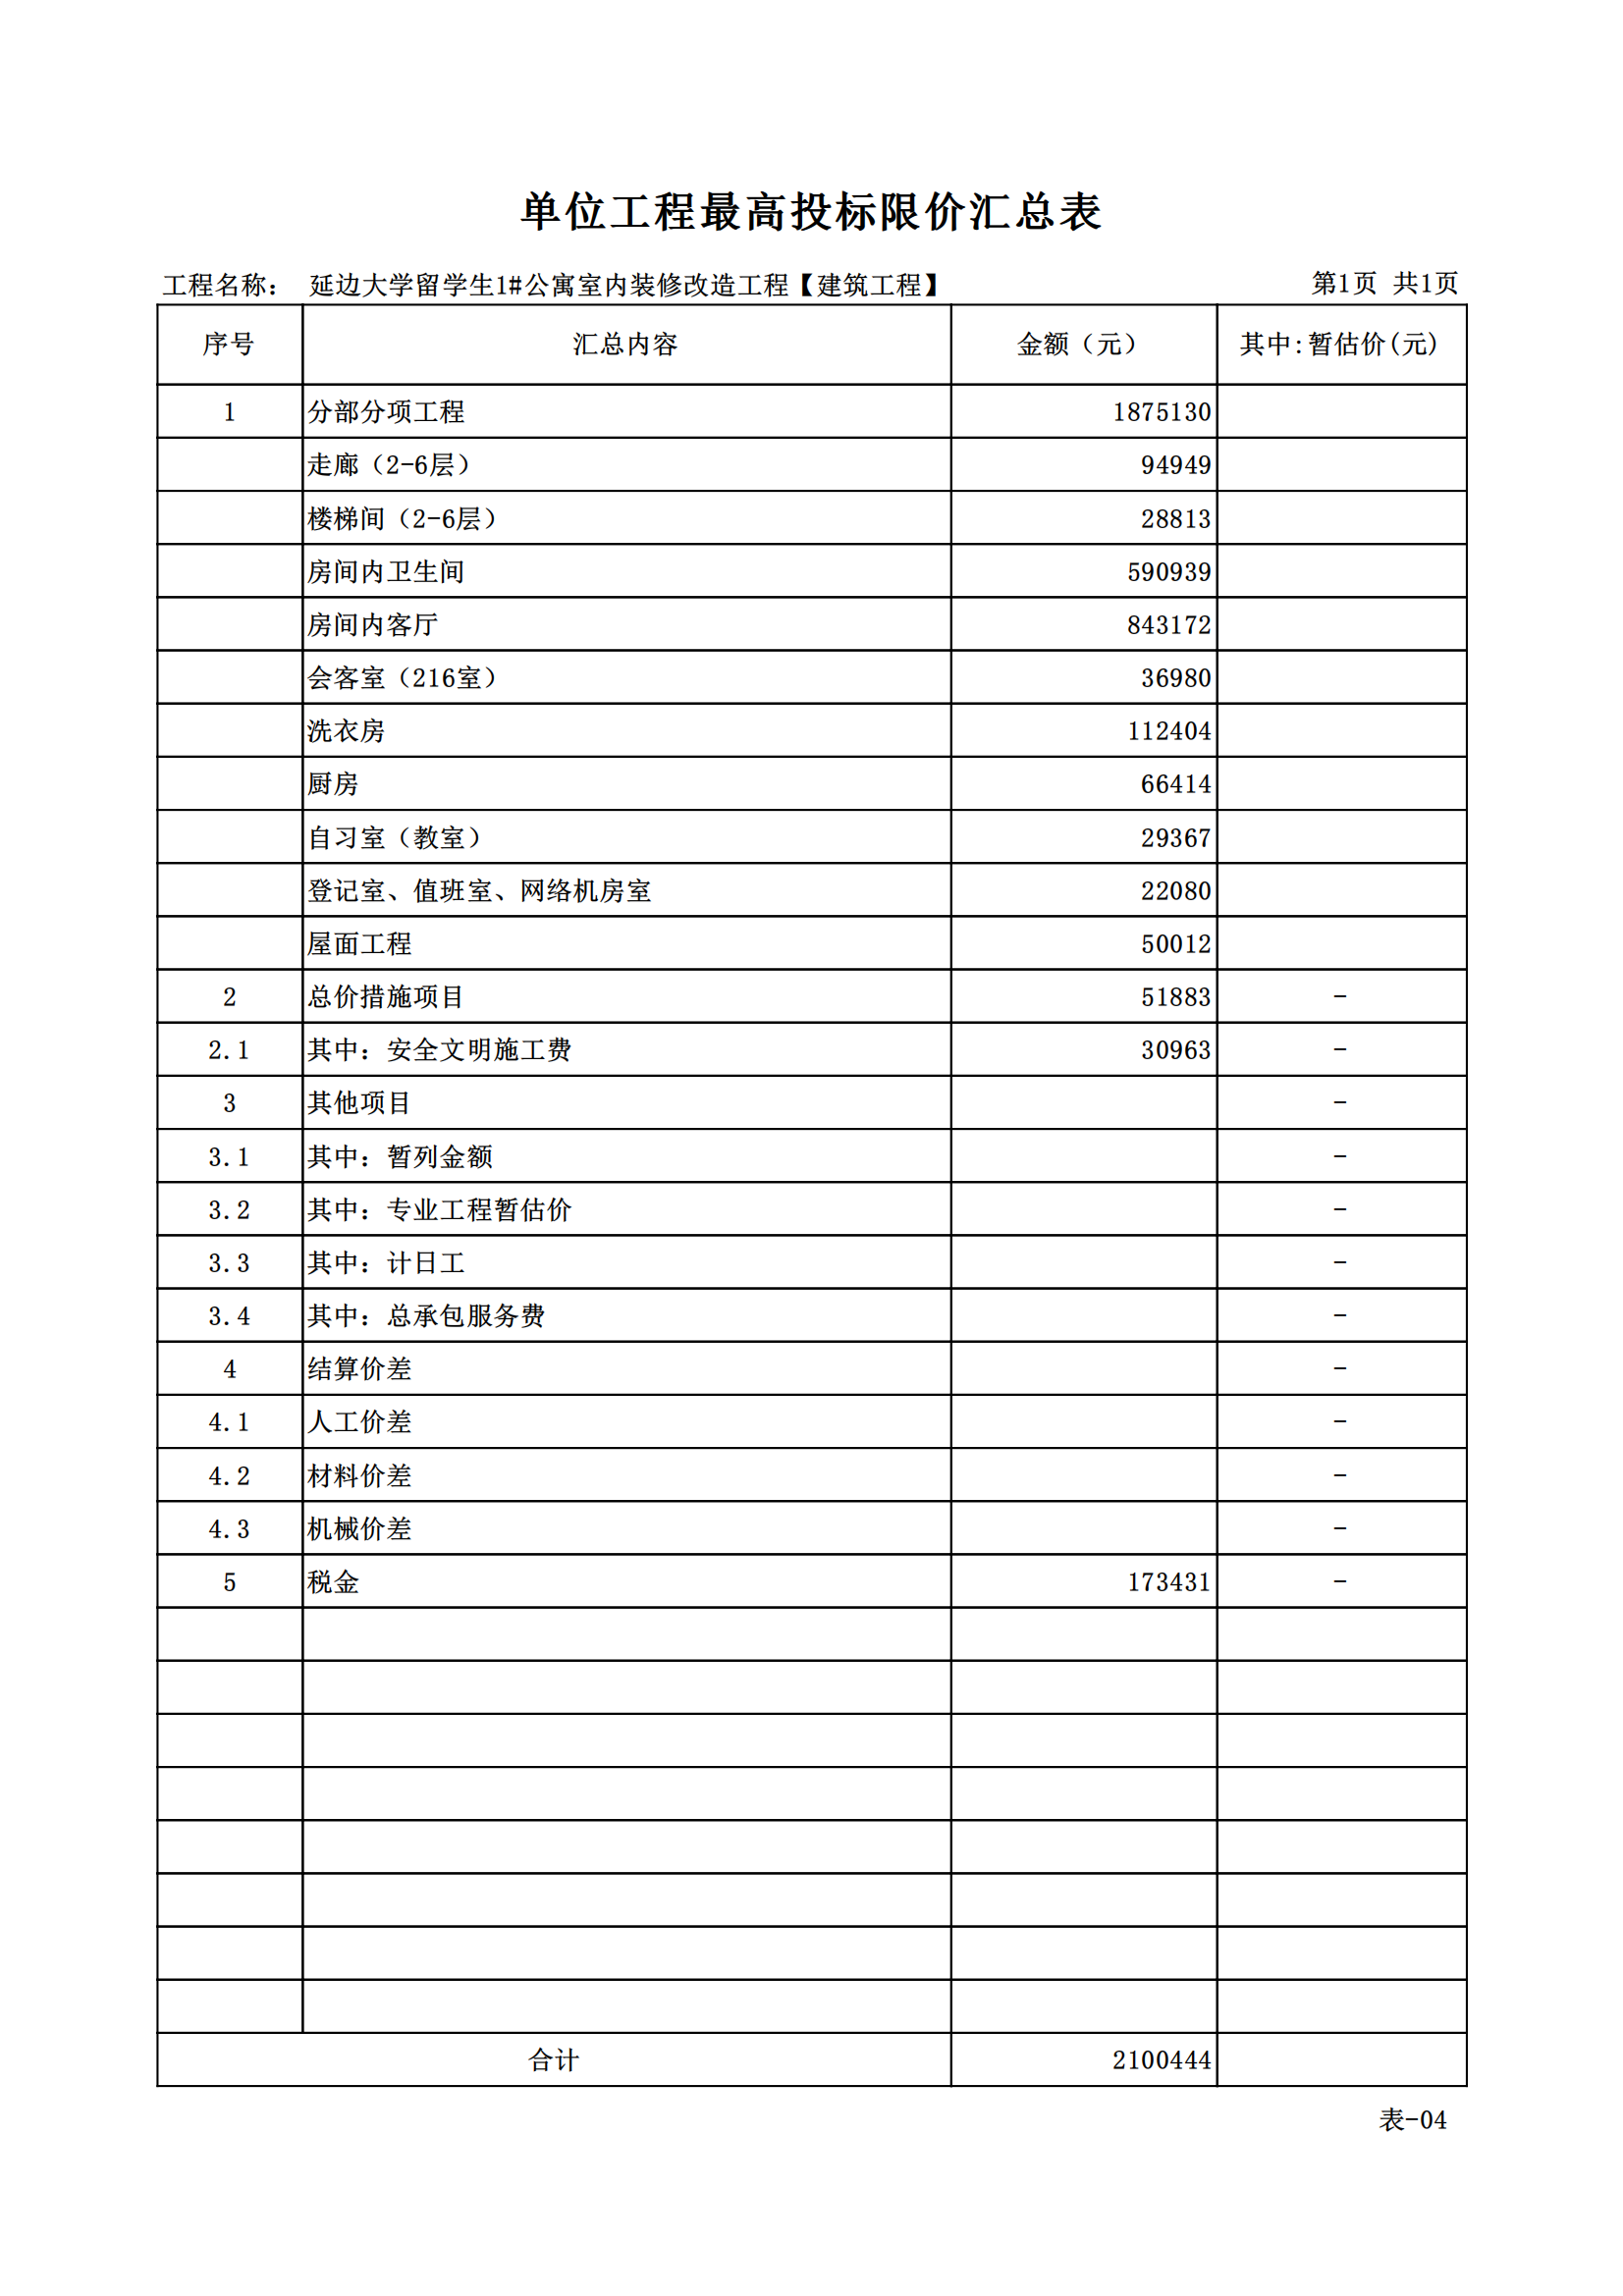 单位工程最高投标限价汇总表
工程名称： 延边大学留学生1#公寓室内装修改造工程【建筑工程】 第1页 共1页
序号 汇总内容 金额（元） 其中:暂估价(元)
1 分部分项工程 1875130
走廊（2-6层） 94949
楼梯间（2-6层） 28813
房间内卫生间 590939
房间内客厅 843172
会客室（216室） 36980
洗衣房 112404
厨房 66414
自习室（教室） 29367
登记室、值班室、网络机房室 22080
屋面工程 50012
2 总价措施项目 51883 -
2.1 其中：安全文明施工费 30963 -
3 其他项目 -
3.1 其中：暂列金额 -
3.2 其中：专业工程暂估价 -
3.3 其中：计日工 -
3.4 其中：总承包服务费 -
4 结算价差 -
4.1 人工价差 -
4.2 材料价差 -
4.3 机械价差 -
5 税金 173431 -
合计 2100444
表-04